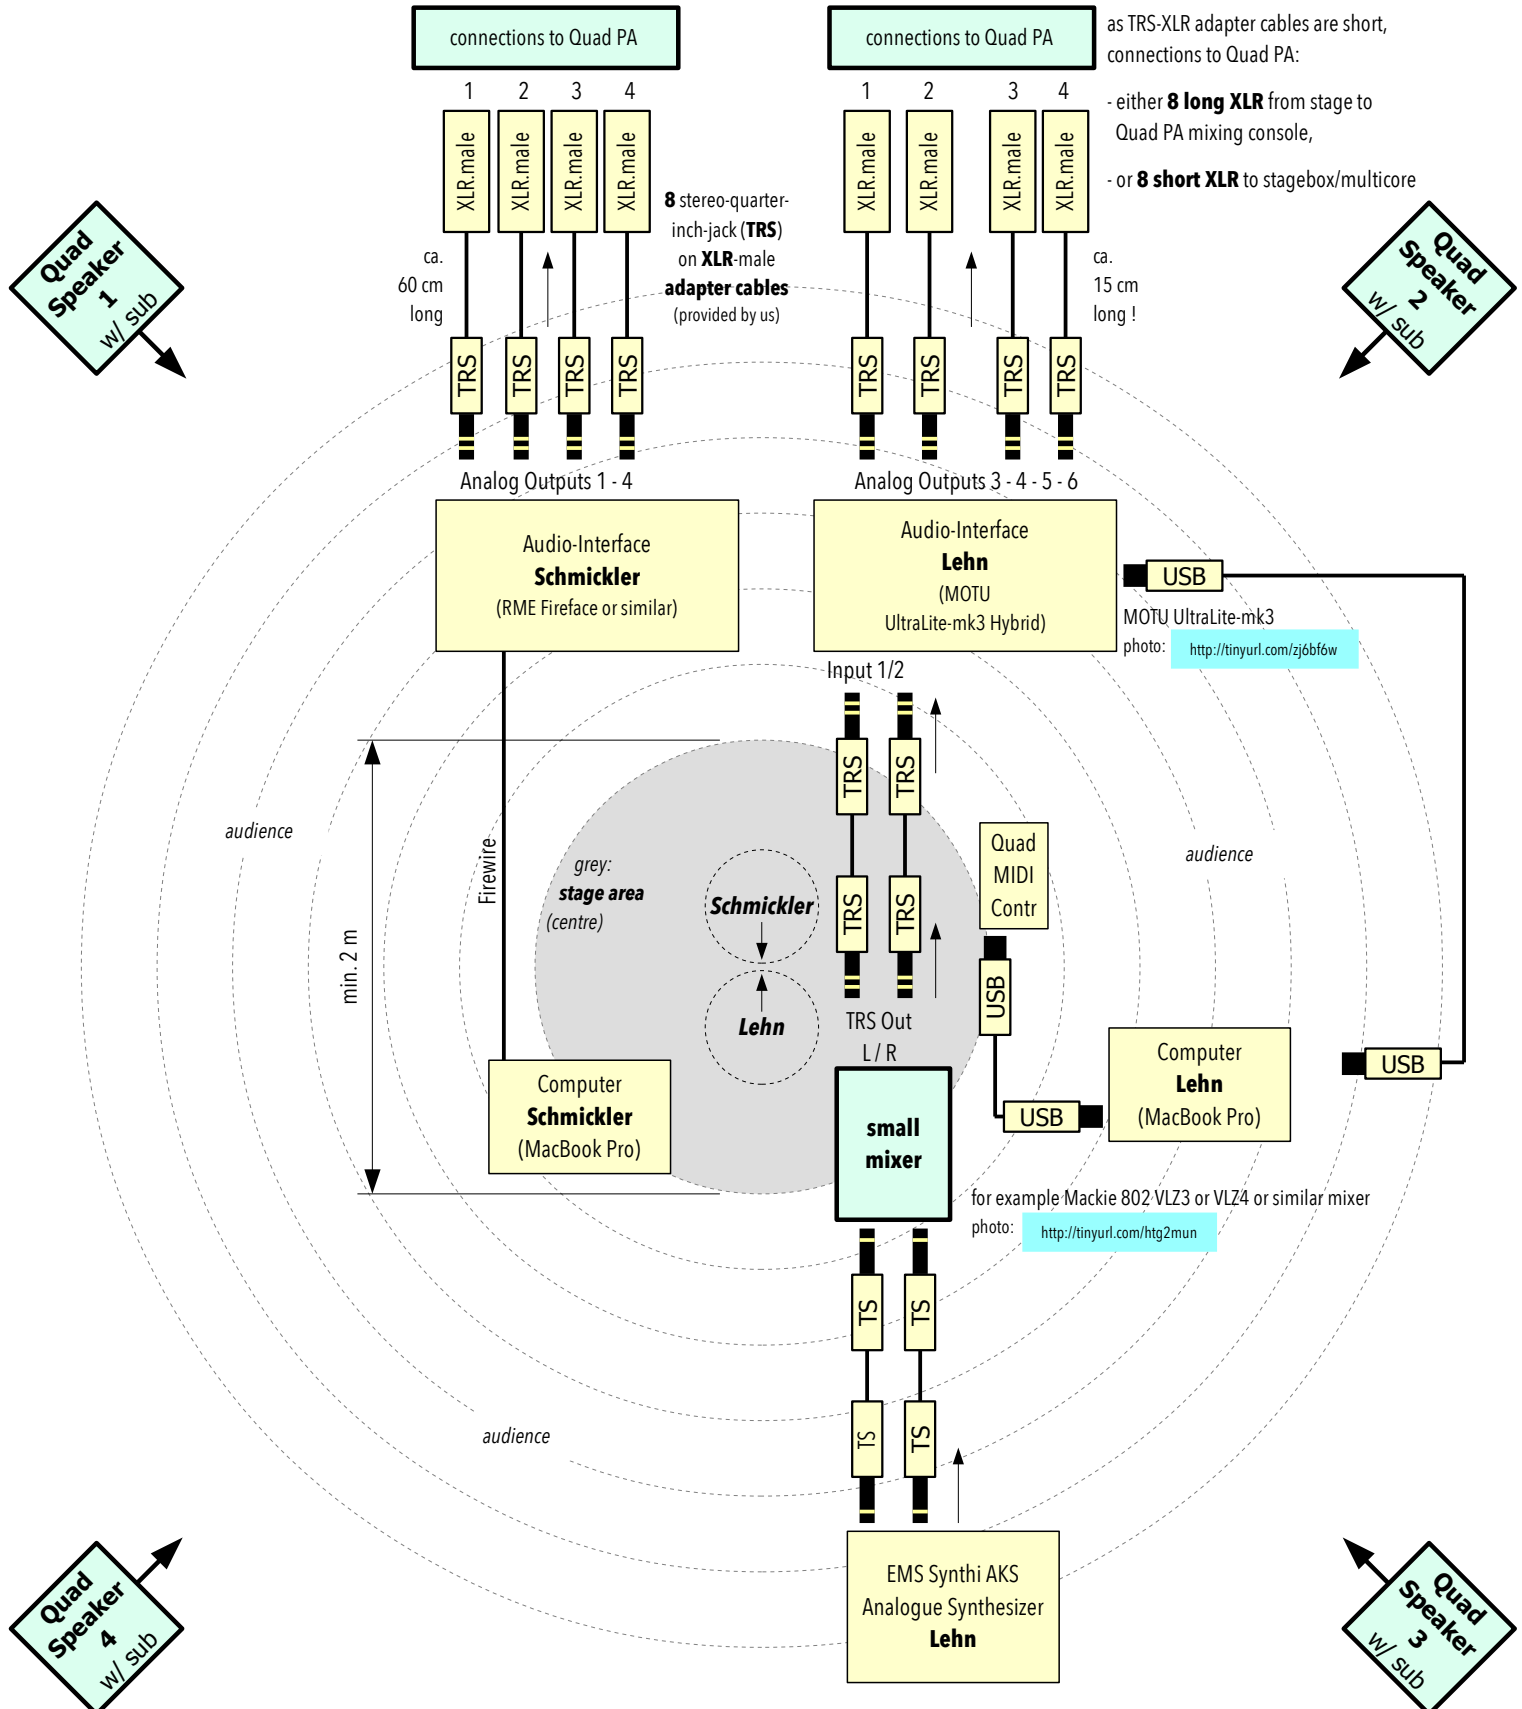 connections to Quad PA
connections to Quad PA
as TRS-XLR adapter cables are short,
connections to Quad PA:
- either 8 long XLR from stage to
Quad PA mixing console,
- or 8 short XLR to stagebox/multicore
1 2 3 4
1 2 3 4
XLR.male
XLR.male
XLR.male
XLR.male
XLR.male
XLR.male
XLR.male
XLR.male
8 stereo-quarter-
inch-jack (TRS)
on XLR-male
adapter cables
(provided by us)
ca.
60 cm
long
ca.
15 cm
long !
Quad
Speaker
1
w/ sub
Quad
Speaker
2
w/ sub
TRS
TRS
TRS
TRS
TRS
TRS
TRS
TRS
Analog Outputs 1 - 4
Analog Outputs 3 - 4 - 5 - 6
Audio-Interface
Schmickler
(RME Fireface or similar)
Audio-Interface
Lehn
(MOTU
UltraLite-mk3 Hybrid)
USB
MOTU UltraLite-mk3
photo:
http://tinyurl.com/zj6bf6w
Input 1/2
TRS
TRS
TRS
TRS
audience
audience
Firewire
min. 2 m
grey:
stage area
(centre)
Schmickler
Lehn
Quad
MIDI
Contr
USB
USB
TRS Out
L / R
Computer
Schmickler
(MacBook Pro)
small
mixer
Computer
Lehn
(MacBook Pro)
USB
for example Mackie 802 VLZ3 or VLZ4 or similar mixer
photo:
http://tinyurl.com/htg2mun
TS
TS
TS
TS
audience
EMS Synthi AKS
Analogue Synthesizer
Lehn
Quad
Speaker
4
w/ sub
Quad
Speaker
3
w/ sub